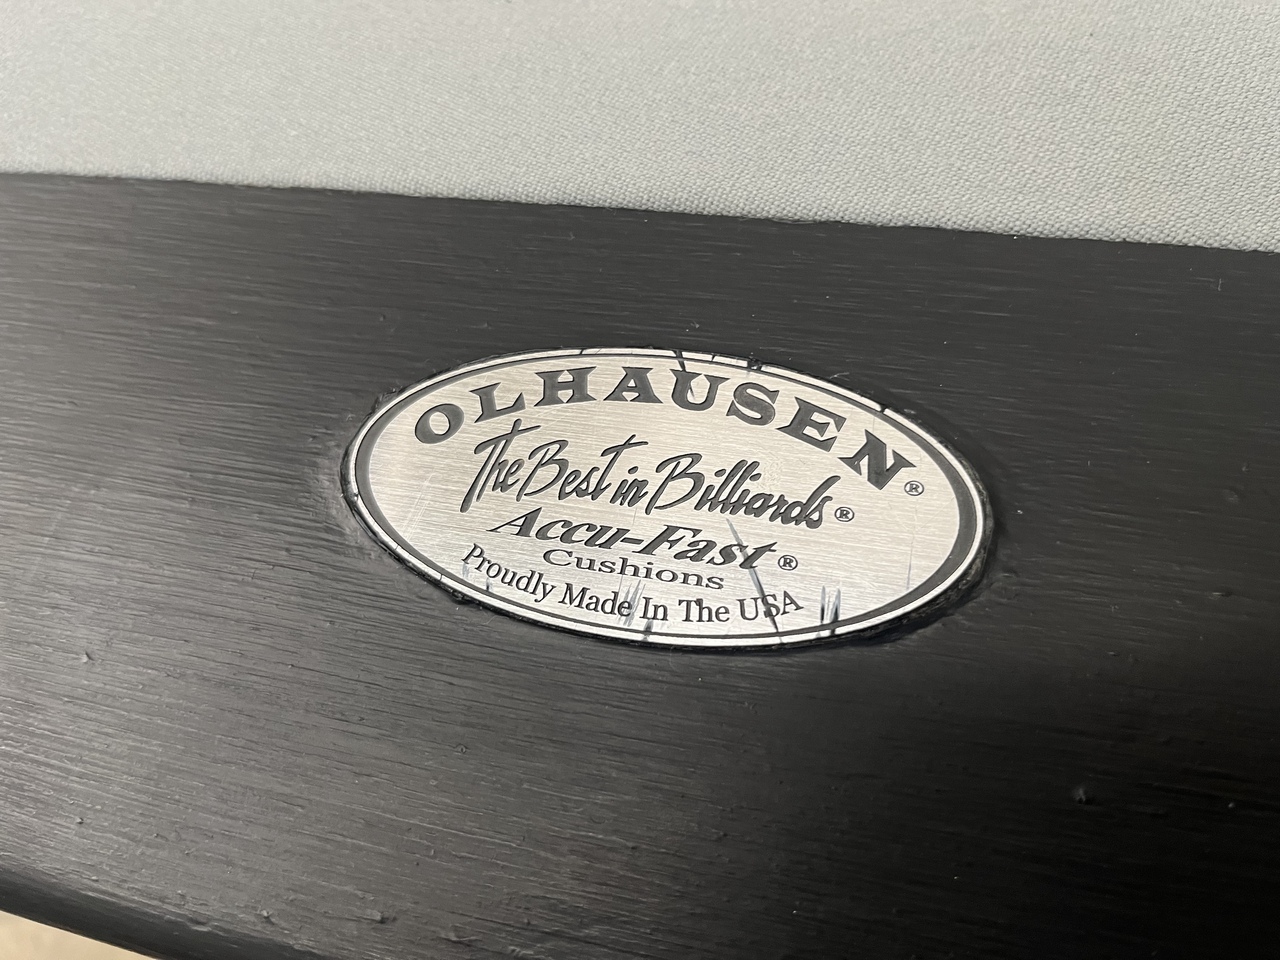 OLHAUSEN®
The Best in Billiards®
Accu-Fast®
Cushions
Proudly Made In The USA